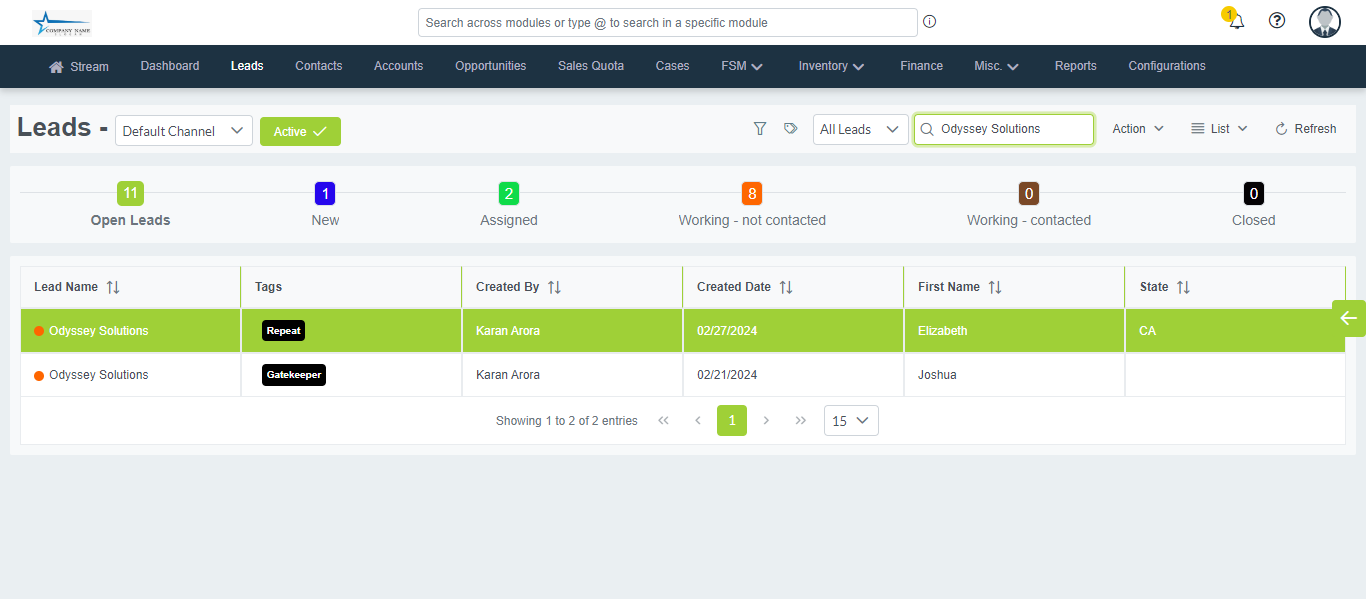 COMPANY NAME
Search across modules or type @ to search in a specific module
1
Stream Dashboard Leads Contacts Accounts Opportunities Sales Quota Cases FSM Inventory Finance Misc. Reports Configurations
Leads - Default Channel Active All Leads Odyssey Solutions Action List Refresh
11 1 2 8 0 0
Open Leads New Assigned Working - not contacted Working - contacted Closed
Lead Name Tags Created By Created Date First Name State
Odyssey Solutions Repeat Karan Arora 02/27/2024 Elizabeth CA
Odyssey Solutions Gatekeeper Karan Arora 02/21/2024 Joshua
Showing 1 to 2 of 2 entries << < 1 > >> 15